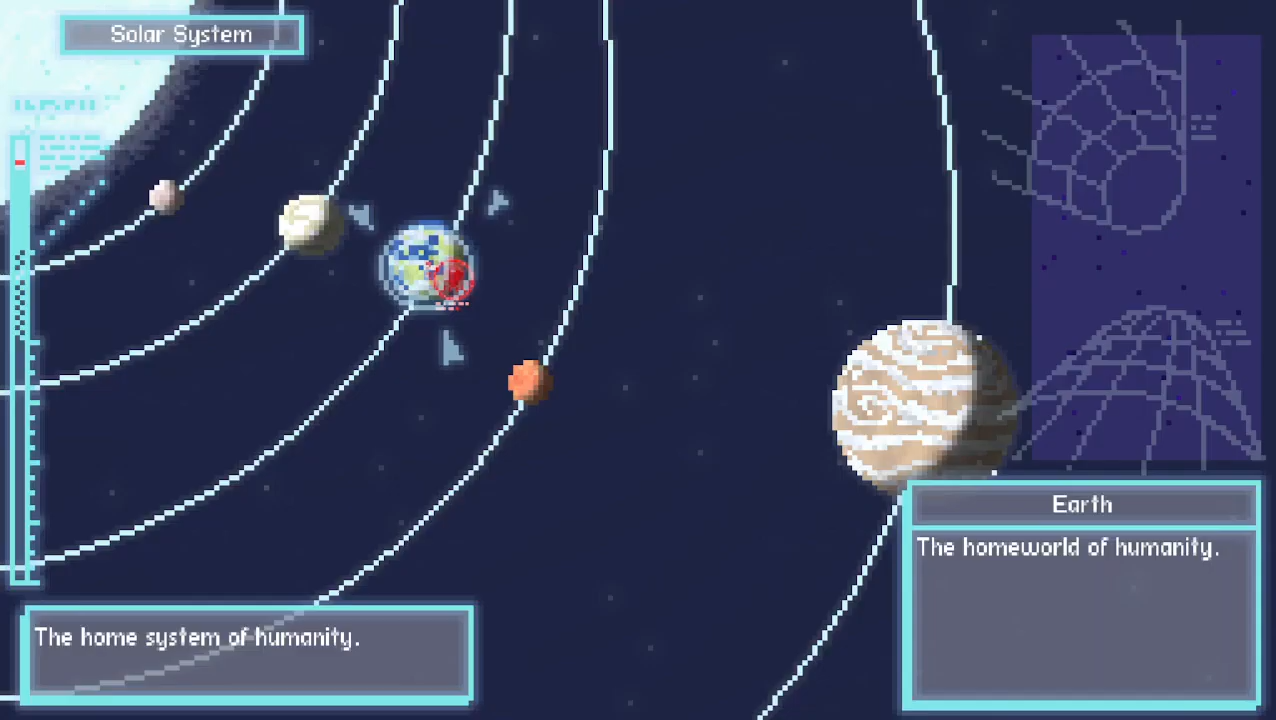 Solar System
Earth
The homeworld of humanity.
The home system of humanity.